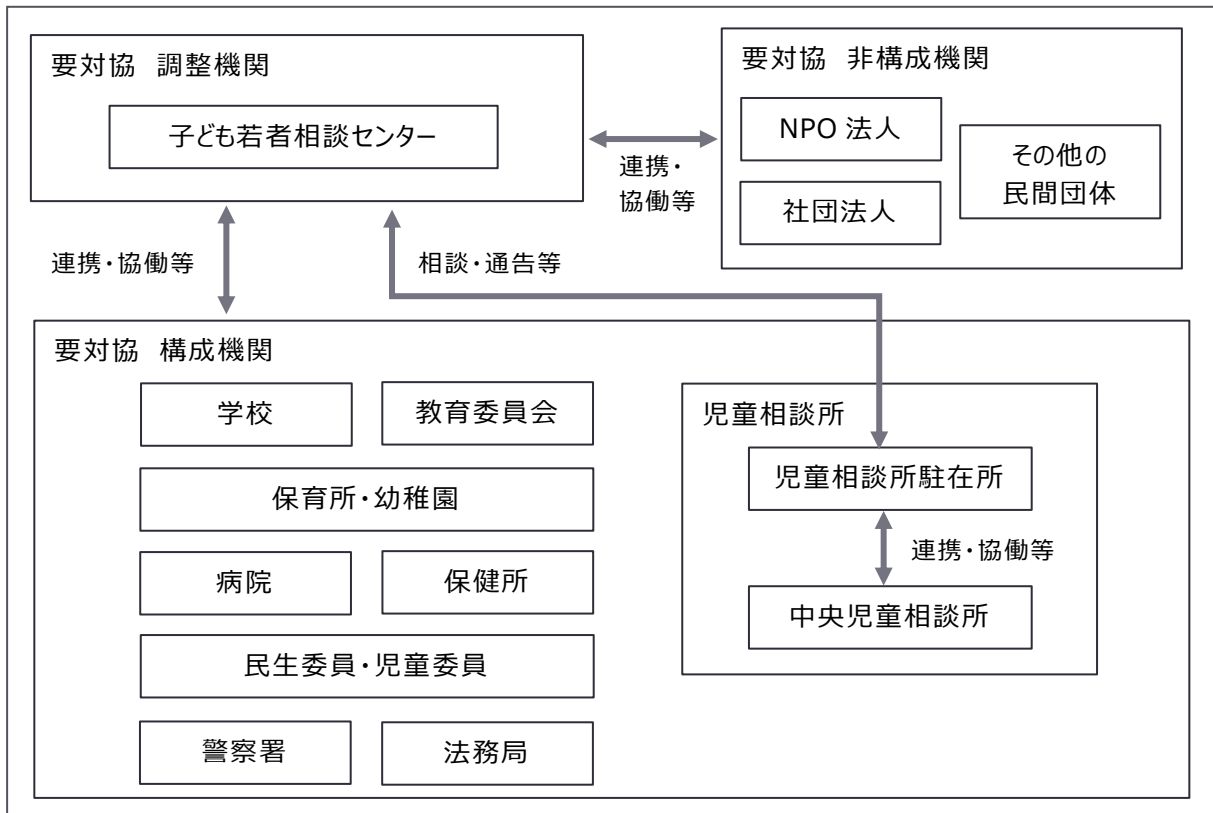 要対協 調整機関
子ども若者相談センター
要対協 非構成機関
NPO 法人
社団法人
その他の
民間団体
連携・
協働等
連携・協働等
相談・通告等
要対協 構成機関
学校
教育委員会
保育所・幼稚園
病院
保健所
民生委員・児童委員
警察署
法務局
児童相談所
児童相談所駐在所
連携・協働等
中央児童相談所